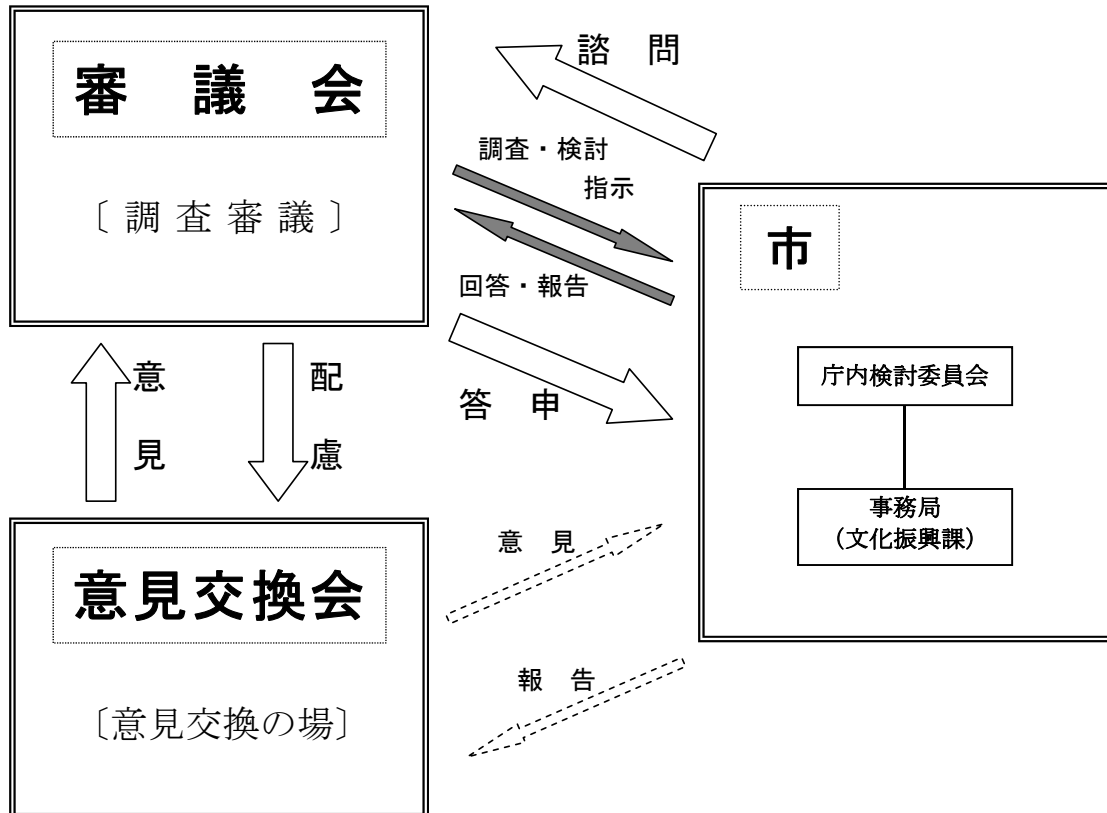 審議会
〔調査審議〕
諮問
調査・検討
指示
回答・報告
答申
市
庁内検討委員会
事務局
(文化振興課)
意見
配慮
意見交換会
〔意見交換の場〕
意見
報告